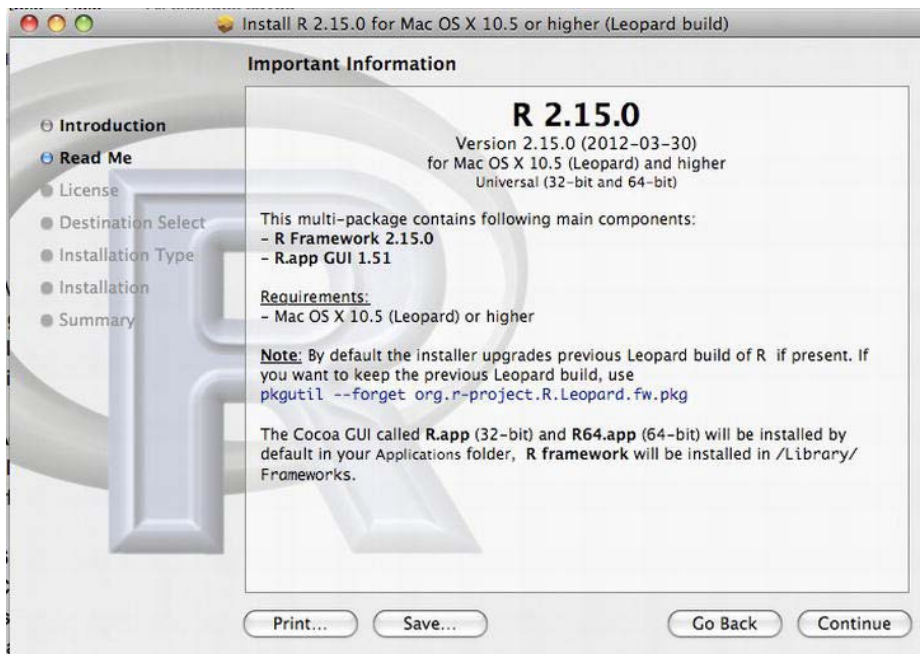 Install R 2.15.0 for Mac OS X 10.5 or higher (Leopard build)
Important Information
Introduction
Read Me
License
Destination Select
Installation Type
Installation
Summary
R 2.15.0
Version 2.15.0 (2012-03-30)
for Mac OS X 10.5 (Leopard) and higher
Universal (32-bit and 64-bit)
This multi-package contains following main components:
- R Framework 2.15.0
- R.app GUI 1.51
Requirements:
- Mac OS X 10.5 (Leopard) or higher
Note: By default the installer upgrades previous Leopard build of R if present. If
you want to keep the previous Leopard build, use
pkgutil --forget org.r-project.R.Leopard.fw.pkg
The Cocoa GUI called R.app (32-bit) and R64.app (64-bit) will be installed by
default in your Applications folder, R framework will be installed in /Library/
Frameworks.
R
Print...
Save...
Go Back
Continue